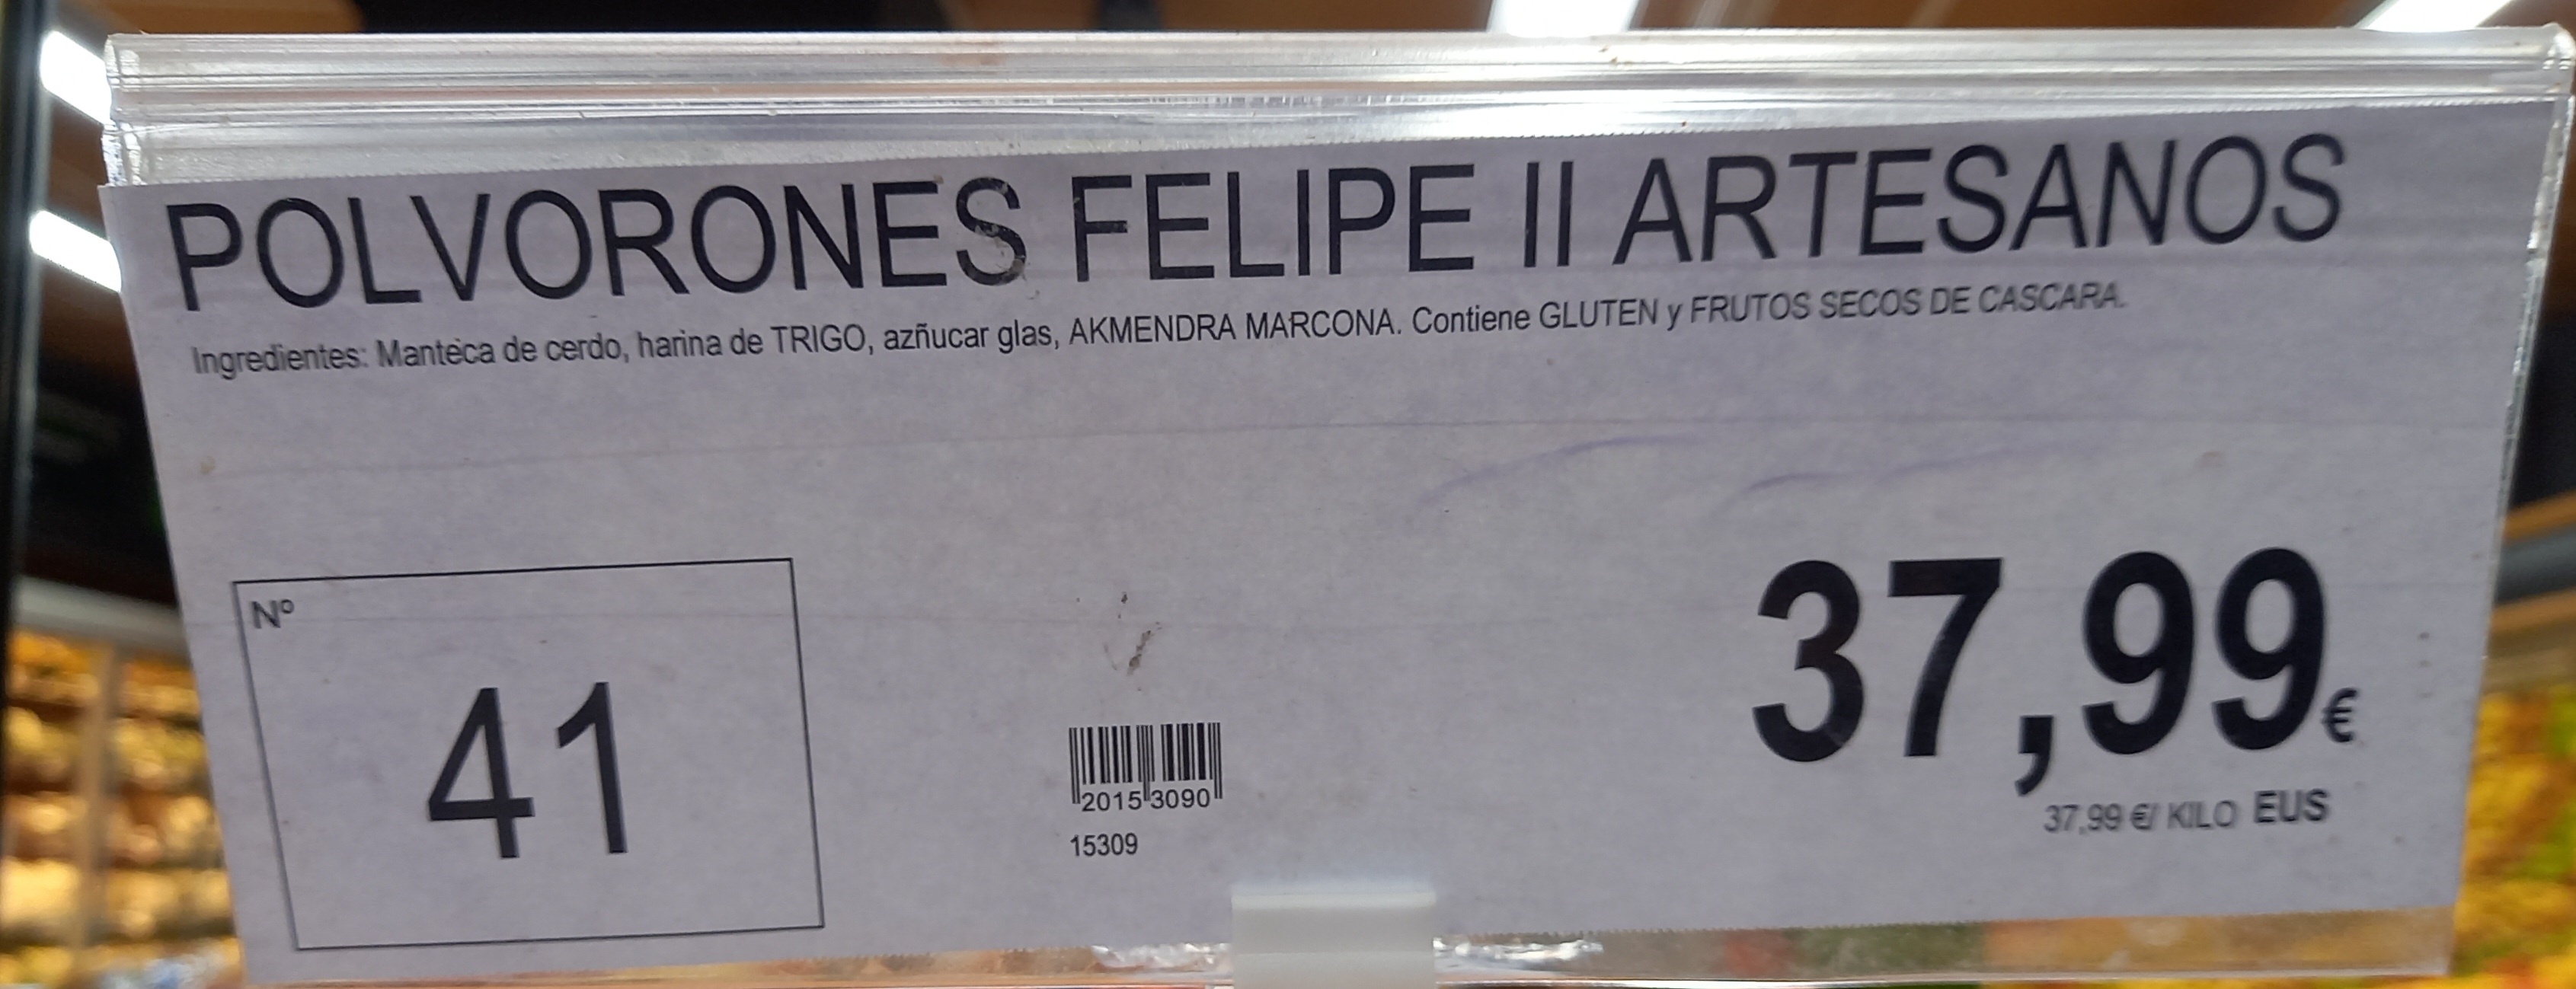 POLVORONES FELIPE II ARTESANOS
Ingredientes: Manteca de cerdo, harina de TRIGO, azñucar glas, AKMENDRA MARCONA. Contiene GLUTEN y FRUTOS SECOS DE CASCARA.
Nº
41
2015 3090
15309
37,99€
37,99 €/ KILO EUS